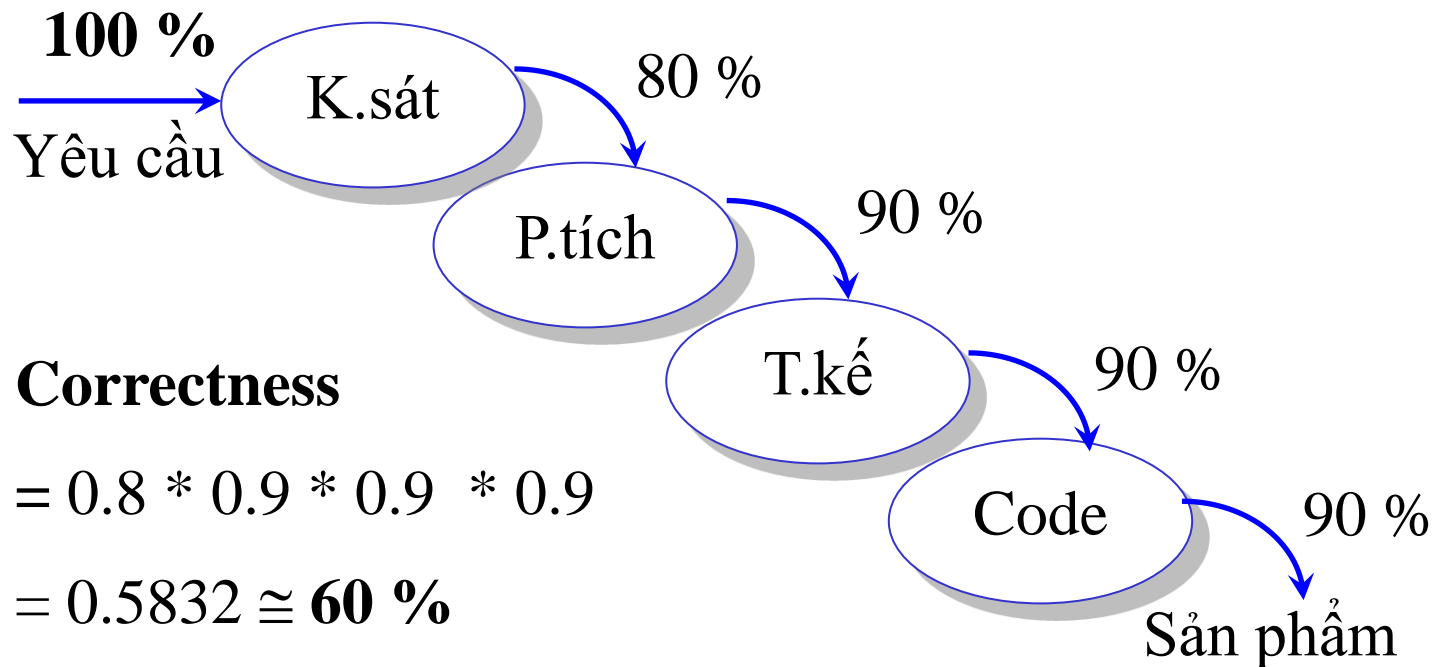 100 %
Yêu cầu
K.sát
80 %
P.tích
90 %
T.kế
90 %
Code
90 %
Sản phẩm
Correctness
= 0.8 * 0.9 * 0.9 * 0.9
= 0.5832 ≅ 60 %